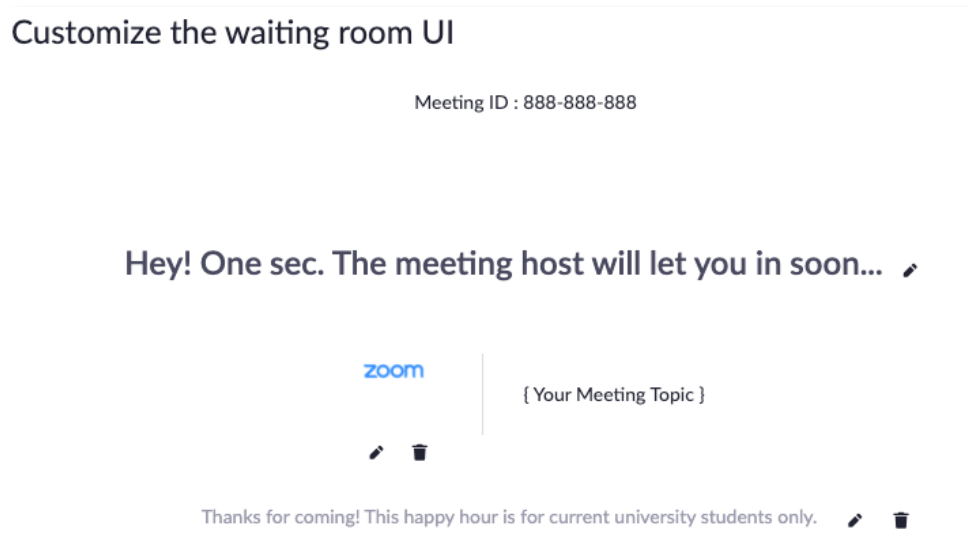 Customize the waiting room UI
Meeting ID : 888-888-888
Hey! One sec. The meeting host will let you in soon...
zoom
{ Your Meeting Topic }
Thanks for coming! This happy hour is for current university students only.